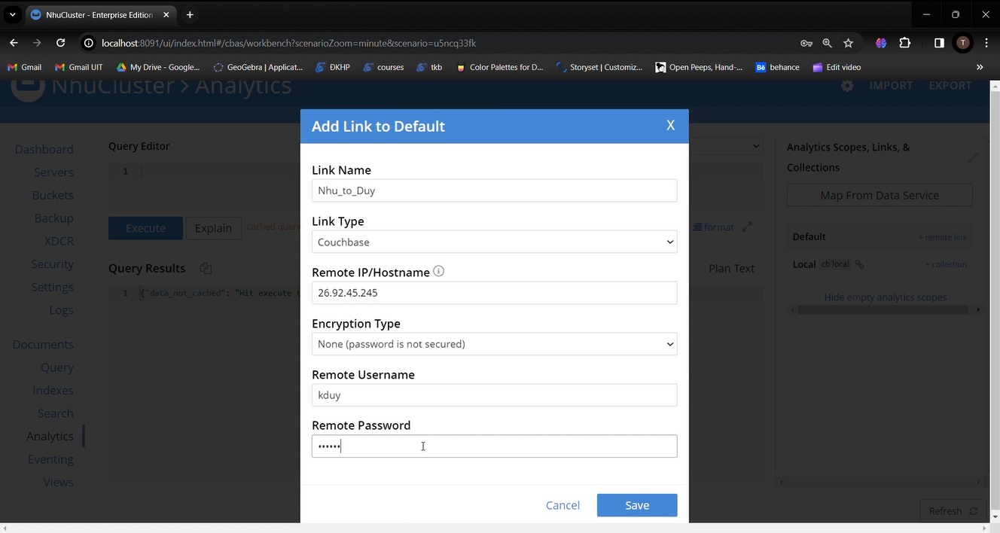 NhuCluster - Enterprise Edition
localhost:8091/ui/index.html#/cbas/workbench?scenarioZoom=minute&scenario=u5ncq33fk
T
Gmail
Gmail UIT
My Drive - Google...
GeoGebra | Applicat...
ĐKHP
courses
tkb
Color Palettes for D...
Storyset | Customiz...
Open Peeps, Hand-...
Bē behance
Edit video
»
NhuCluster > Analytics
IMPORT
EXPORT
Dashboard
Servers
Buckets
Backup
XDCR
Security
Settings
Logs
Documents
Query
Indexes
Search
Analytics
Eventing
Views
Query Editor
1
Execute
Explain
format
Query Results
Plan
Text
1 {"data_not_cached": "Hit execute
Add Link to Default
X
Link Name
Nhu_to_Duy
Link Type
Couchbase
Remote IP/Hostname
26.92.45.245
Encryption Type
None (password is not secured)
Remote Username
kduy
Remote Password
••••••
Cancel
Save
Analytics Scopes, Links, &
Collections
Map From Data Service
Default
+ remote link
Local cb local
+ collection
Hide empty analytics scopes
Refresh